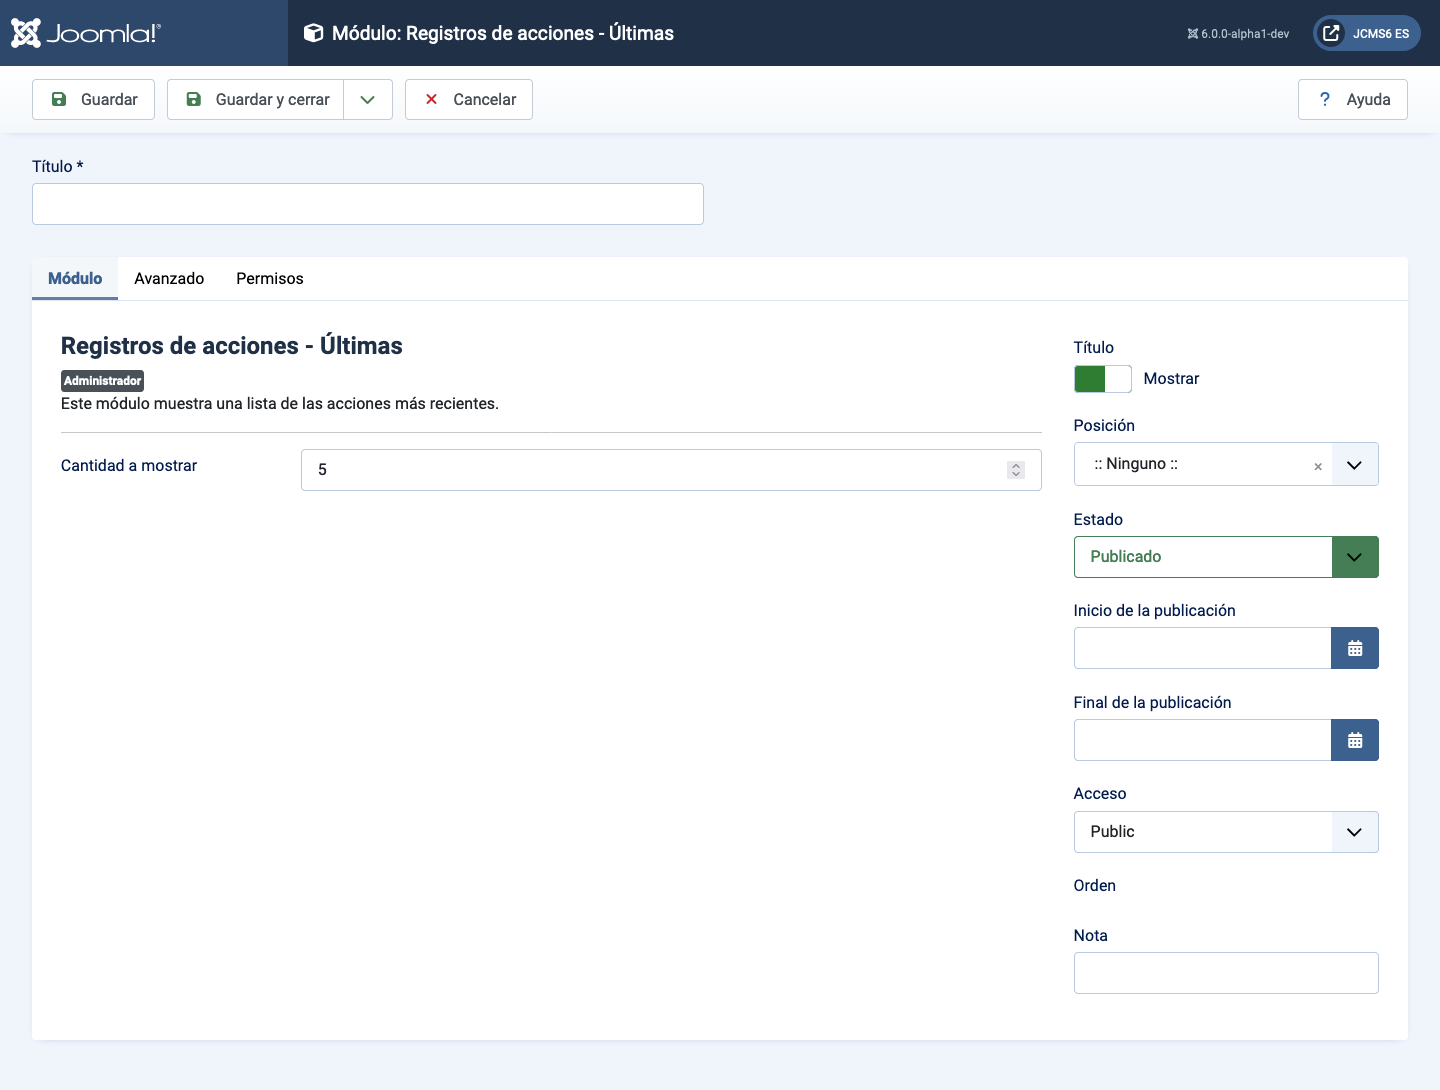 Joomla!®
Módulo: Registros de acciones - Últimas
6.0.0-alpha1-dev
JCMS6 ES
Guardar
Guardar y cerrar
Cancelar
? Ayuda
Título *
Módulo
Avanzado
Permisos
Registros de acciones - Últimas
Administrador
Este módulo muestra una lista de las acciones más recientes.
Cantidad a mostrar
5
Título
Mostrar
Posición
:: Ninguno ::
×
Estado
Publicado
Inicio de la publicación
Final de la publicación
Acceso
Public
Orden
Nota